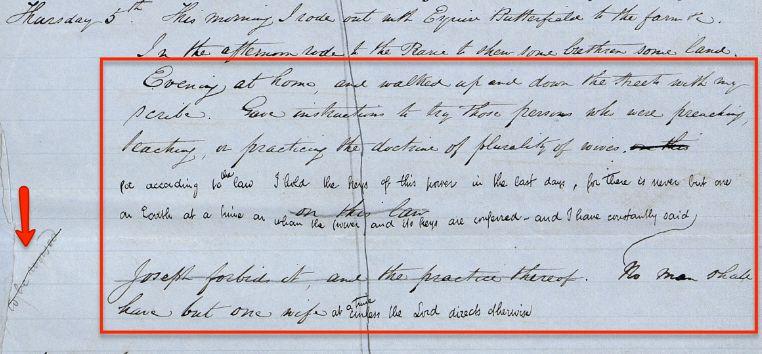 Thursday 5th This morning I rode out with Esquire Butterfield to the farm &c.
In the afternoon rode to the Prairie to shew some brethren some land.
Evening, at home, and walked up and down the streets with my
scribe. Gave instructions to try those persons who were preaching,
teaching, or practicing the doctrine of plurality of wives. on this
for according to the law I hold the keys of this power in the last days, for there is never but one
on Earth at a time on whom the power and its keys are conferred - and I have constantly said
on this law
Joseph forbids it, and the practice thereof. No man shall
have but one wife at a time unless the Lord directs otherwise
to be revised